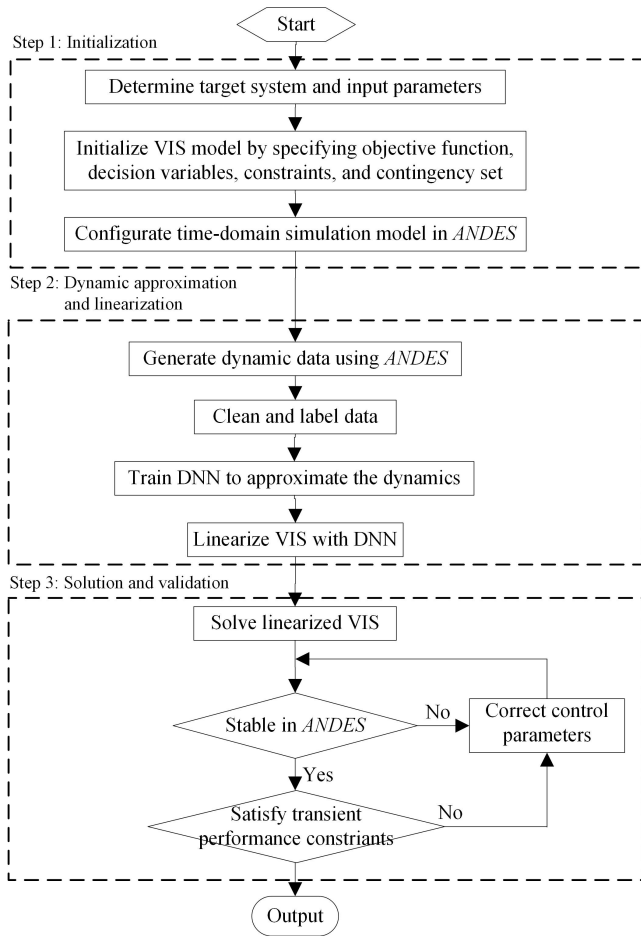 Start
Step 1: Initialization
Determine target system and input parameters
Initialize VIS model by specifying objective function,
decision variables, constraints, and contingency set
Configurate time-domain simulation model in ANDES
Step 2: Dynamic approximation
and linearization
Generate dynamic data using ANDES
Clean and label data
Train DNN to approximate the dynamics
Linearize VIS with DNN
Step 3: Solution and validation
Solve linearized VIS
Stable in ANDES
No
Correct control
parameters
Yes
Satisfy transient
performance constriants
No
Output